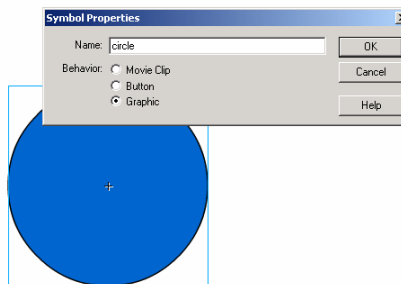 Symbol Properties
Name: circle
OK
Behavior: Movie Clip
Cancel
Button
Graphic
Help